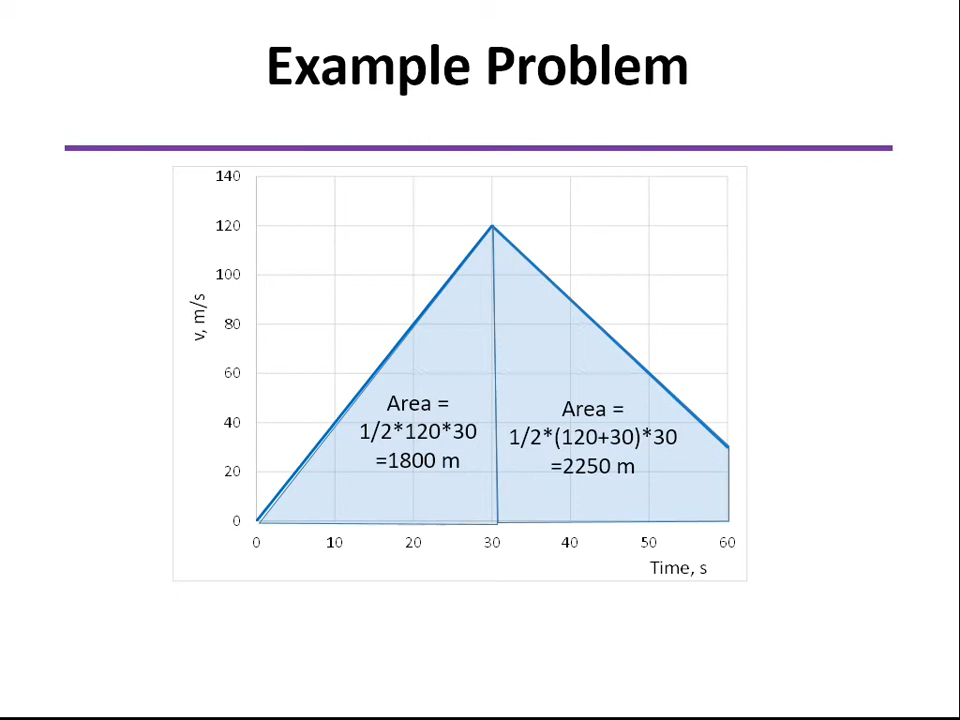 Example Problem
140
120
100
80
60
40
20
0
v, m/s
Area =
1/2*120*30
=1800 m
Area =
1/2*(120+30)*30
=2250 m
0 10 20 30 40 50 60
Time, s